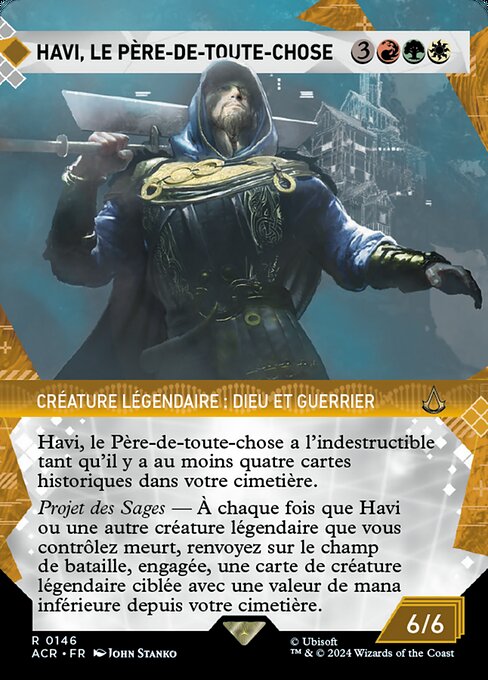 HAVI, LE PÈRE-DE-TOUTE-CHOSE 3
CRÉATURE LÉGENDAIRE : DIEU ET GUERRIER
Havi, le Père-de-toute-chose a l'indestructible
tant qu'il y a au moins quatre cartes
historiques dans votre cimetière.
Projet des Sages — À chaque fois que Havi
ou une autre créature légendaire que vous
contrôlez meurt, renvoyez sur le champ
de bataille, engagée, une carte de créature
légendaire ciblée avec une valeur de mana
inférieure depuis votre cimetière.
6/6
R 0146
ACR • FR JOHN STANKO
© Ubisoft
™ & © 2024 Wizards of the Coast